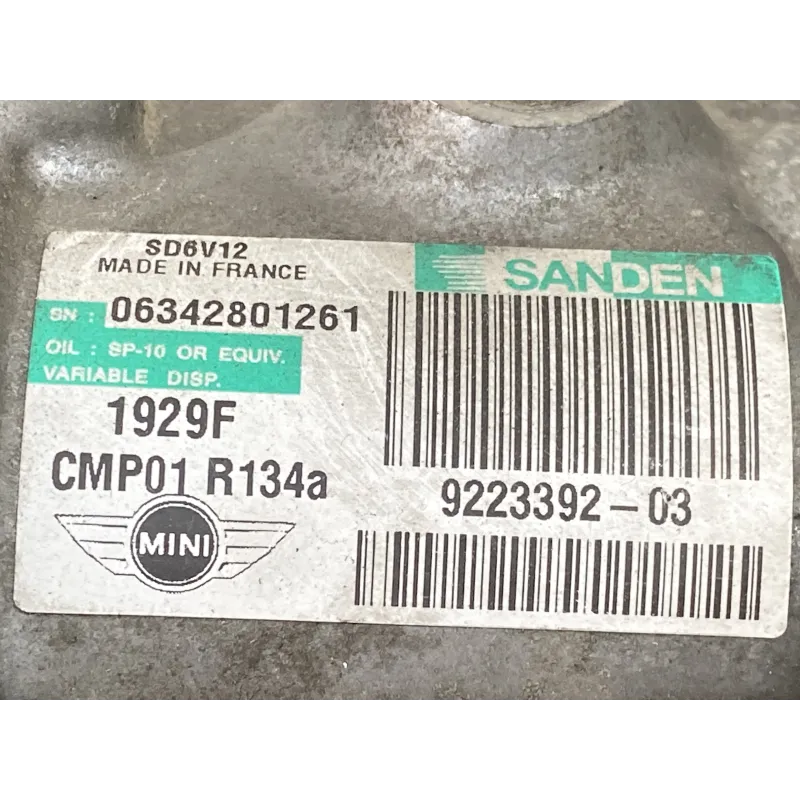 SD6V12
MADE IN FRANCE
SANDEN
SN : 06342801261
OIL : SP-10 OR EQUIV.
VARIABLE DISP.
1929F
CMP01 R134a
9223392-03
MINI